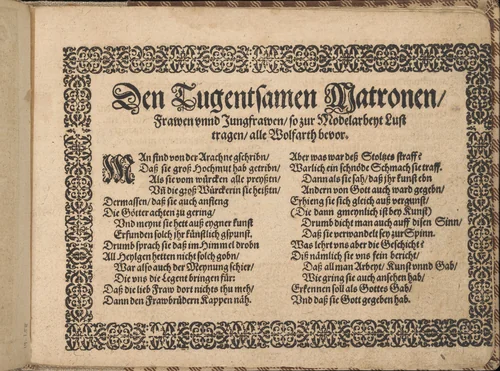 Den Tugentsamen Matronen/
Frawen vnnd Jungfrawen/ so zur Modelarbeyt Lust
tragen/ alle Wolfarth bevor.
MAn find von der Arachne gschribn/
Daß sie groß Hochmut hab getribn/
Als sie vom würcken alle preyßtn/
Vñ die groß Würckerin sie heißtn/
Dermassen/ daß sie auch anfieng
Die Götter achten zu gering/
Vnd meynt sie hett auß eygner kunst
Erfunden solch jhr künstlich gspunst.
Drumb sprach sie daß im Himmel drobn
All Heylgen hetten nicht solch gobn/
War also auch der Meynung schier/
Die vns die Legent bringen für:
Daß die lieb Fraw dort nichts thu meh/
Dann den Frawbrüdern Kappen näh.
Aber was war deß Stoltzes straff?
Warlich ein schnöde Schmach sie traff.
Dann als sie sah/ daß jhr kunst ebn
Andern von Gott auch ward gegebn/
Erhieng sie sich gleich auß vergunst/
(Die dann gmeynlich ist bey Kunst)
Drumb dicht man auch auff disen Sinn/
Daß sie verwandelt sey zur Spinn.
Was lehrt vns aber die Geschicht?
Diß nämlich sie vns fein bericht/
Daß all man Arbeyt/ Kunst vnnd Gab/
Wie gring sie auch ansehen hab/
Erkennen soll als Gottes Gab/
Vnd daß sie Gott gegeben hab.